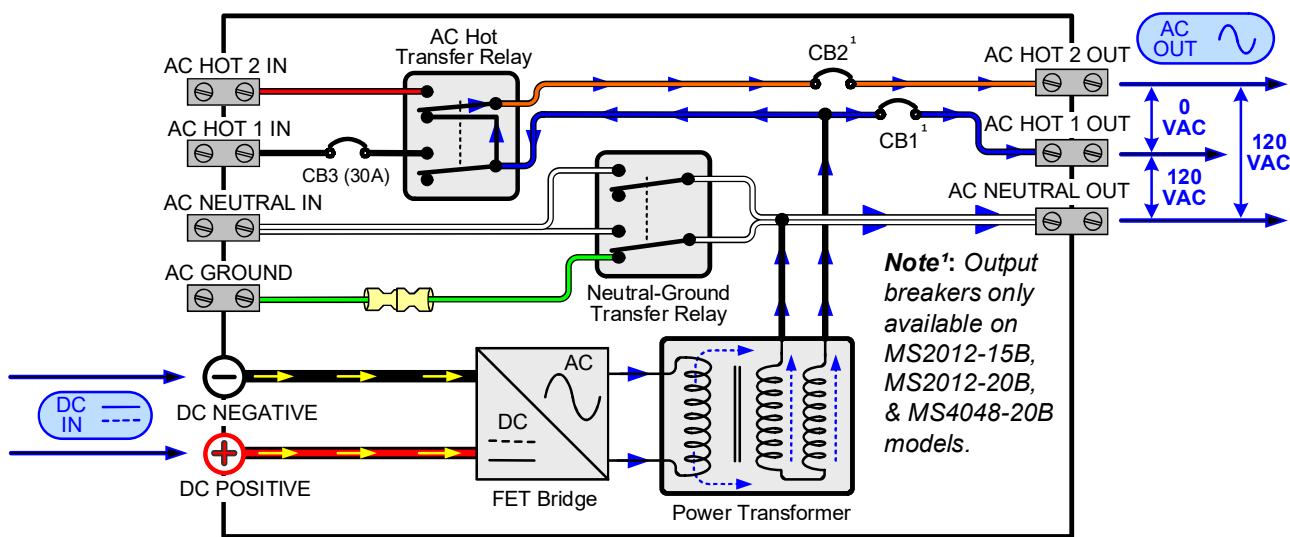 AC Hot
Transfer Relay
AC HOT 2 IN
AC HOT 1 IN
CB3 (30A)
AC NEUTRAL IN
AC GROUND
CB2¹
CB1¹
AC HOT 2 OUT
AC HOT 1 OUT
AC NEUTRAL OUT
AC
OUT
0
VAC
120
VAC
120
VAC
Neutral-Ground
Transfer Relay
Note¹: Output
breakers only
available on
MS2012-15B,
MS2012-20B,
& MS4048-20B
models.
DC
IN
−
DC NEGATIVE
+
DC POSITIVE
AC
DC
FET Bridge
Power Transformer